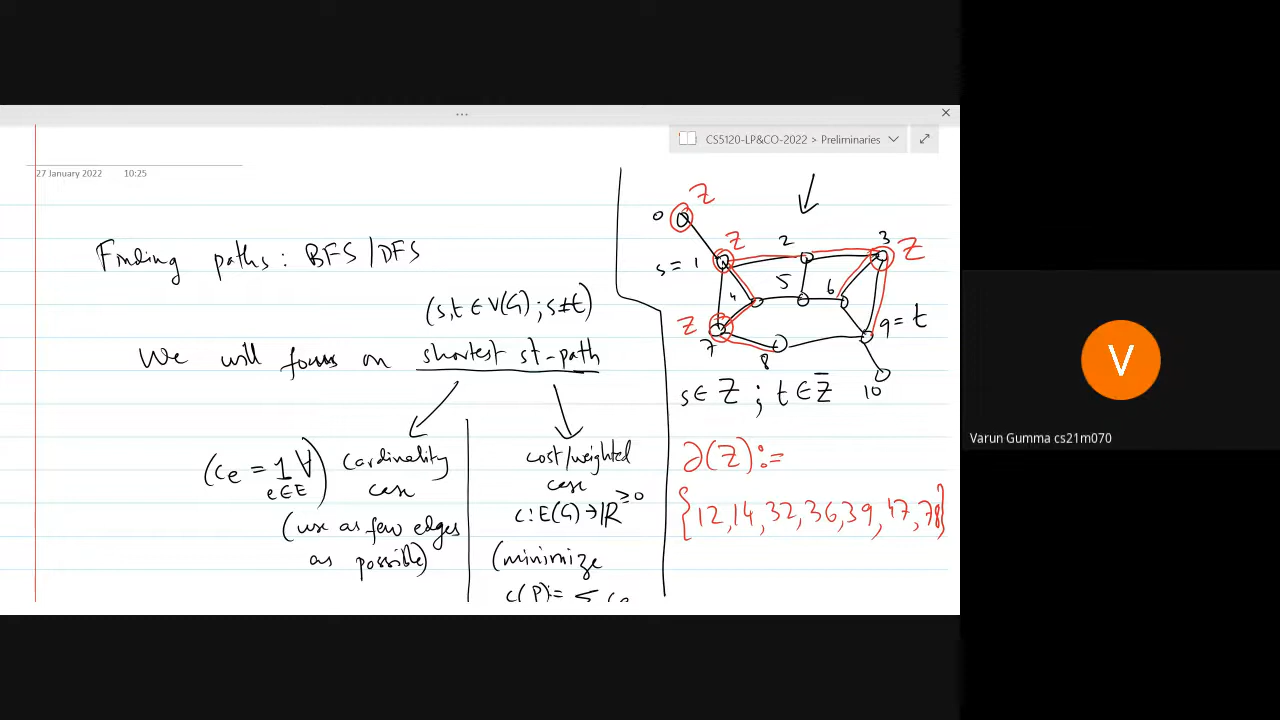 CS5120-LP&CO-2022 > Preliminaries
27 January 2022 10:25
Finding paths: BFS/DFS
(s,t ∈ V(G); s≠t)
We will focus on shortest st-path
(c_e = 1 ∀ e∈E) cardinality case
(use as few edges
as possible)
cost/weighted
case
c: E(G) → ℝ^≥0
(minimize
c(P):= Σ c_e
0 Z
s = 1 Z
2
3 Z
4
5
6
Z 7
8
9 = t
10
s ∈ Z ; t ∈ Z̄
∂(Z) :=
{12,14,32,36,39,47,78}
V
Varun Gumma cs21m070